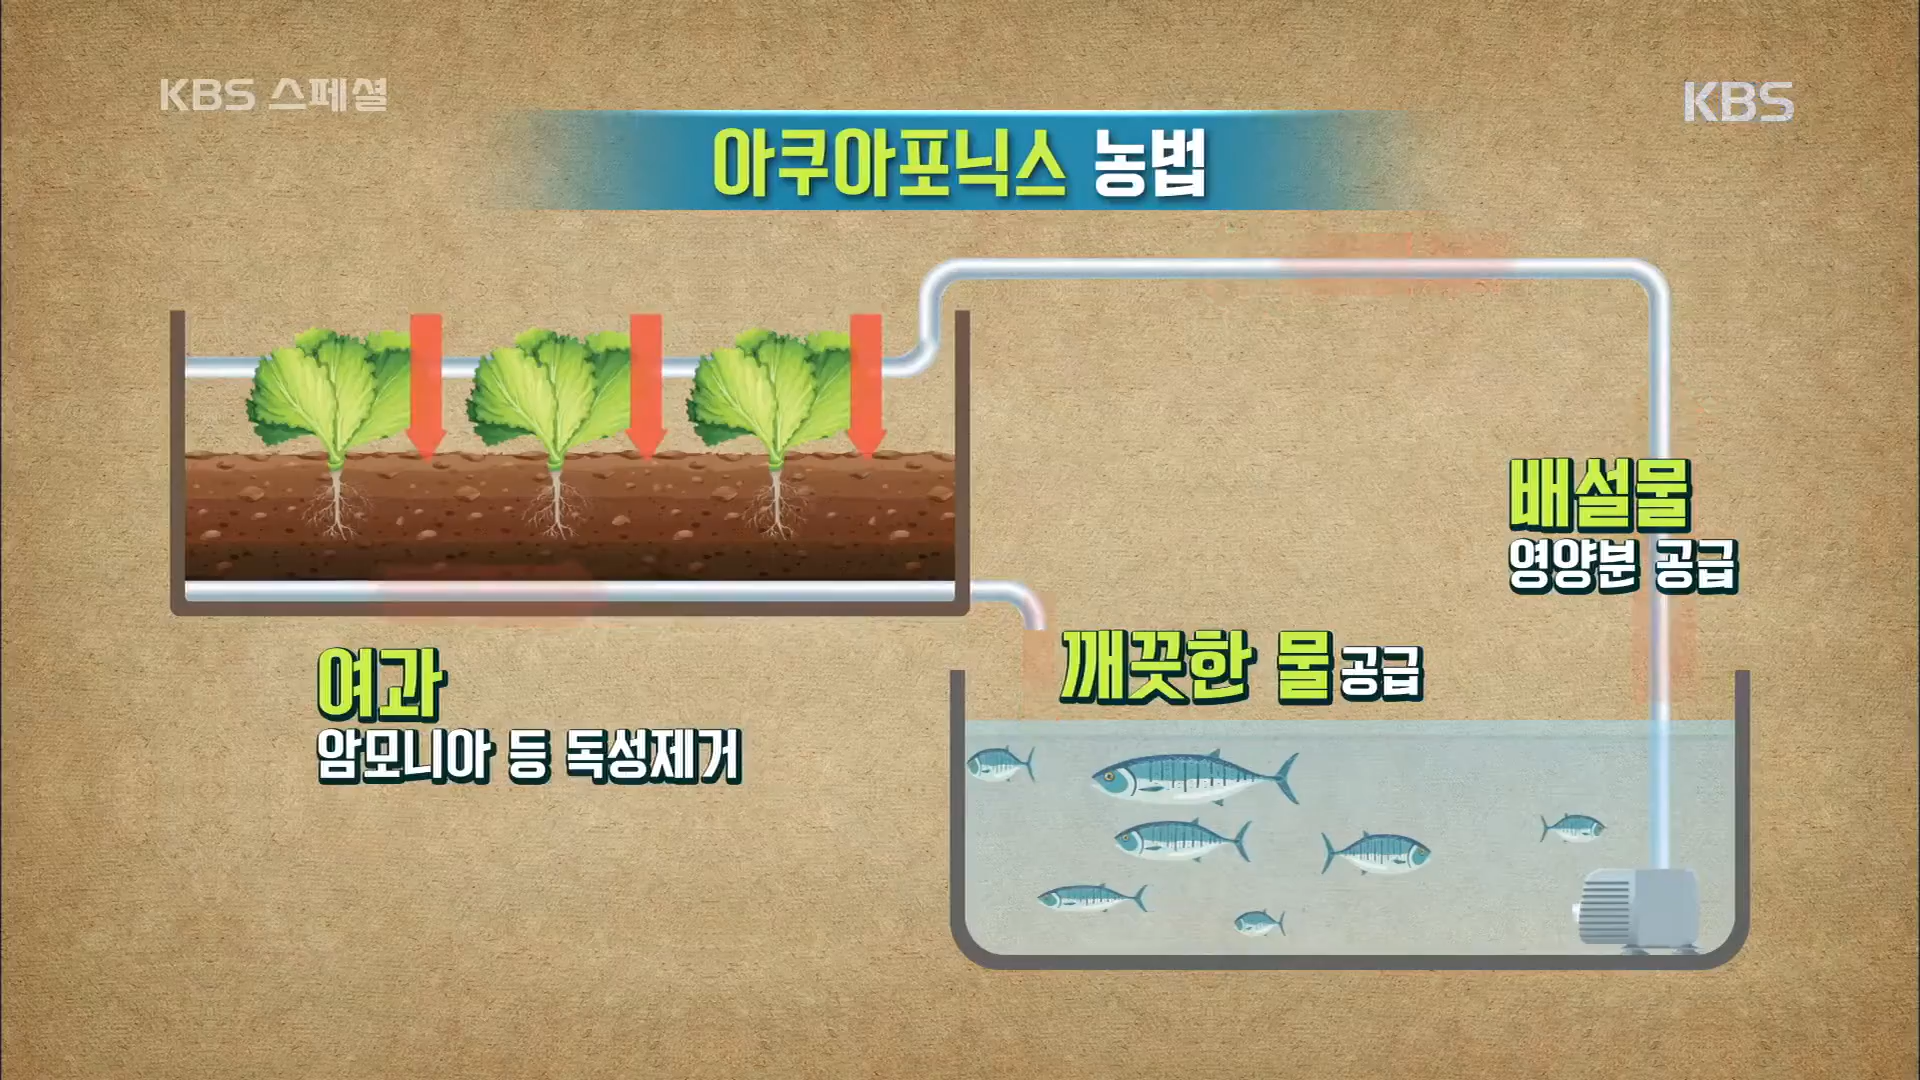 KBS 스페셜
KBS
아쿠아포닉스 농법
배설물
영양분 공급
깨끗한 물 공급
여과
암모니아 등 독성제거